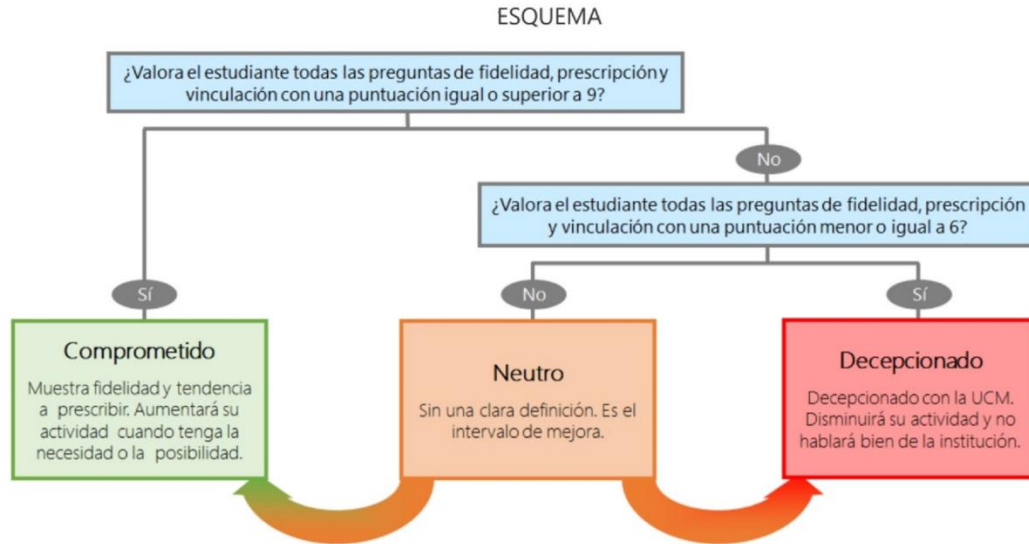 ESQUEMA
¿Valora el estudiante todas las preguntas de fidelidad, prescripción y
vinculación con una puntuación igual o superior a 9?
No
¿Valora el estudiante todas las preguntas de fidelidad, prescripción
y vinculación con una puntuación menor o igual a 6?
Sí
No
Sí
Comprometido
Muestra fidelidad y tendencia
a prescribir. Aumentará su
actividad cuando tenga la
necesidad o la posibilidad.
Neutro
Sin una clara definición. Es el
intervalo de mejora.
Decepcionado
Decepcionado con la UCM.
Disminuirá su actividad y no
hablará bien de la institución.